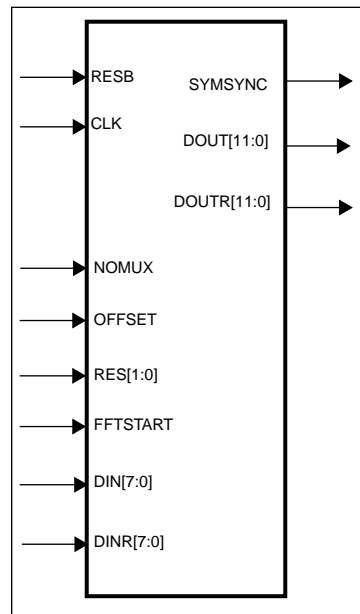 RESB
SYMSYNC
CLK
DOUT[11:0]
DOUTR[11:0]
NOMUX
OFFSET
RES[1:0]
FFTSTART
DIN[7:0]
DINR[7:0]